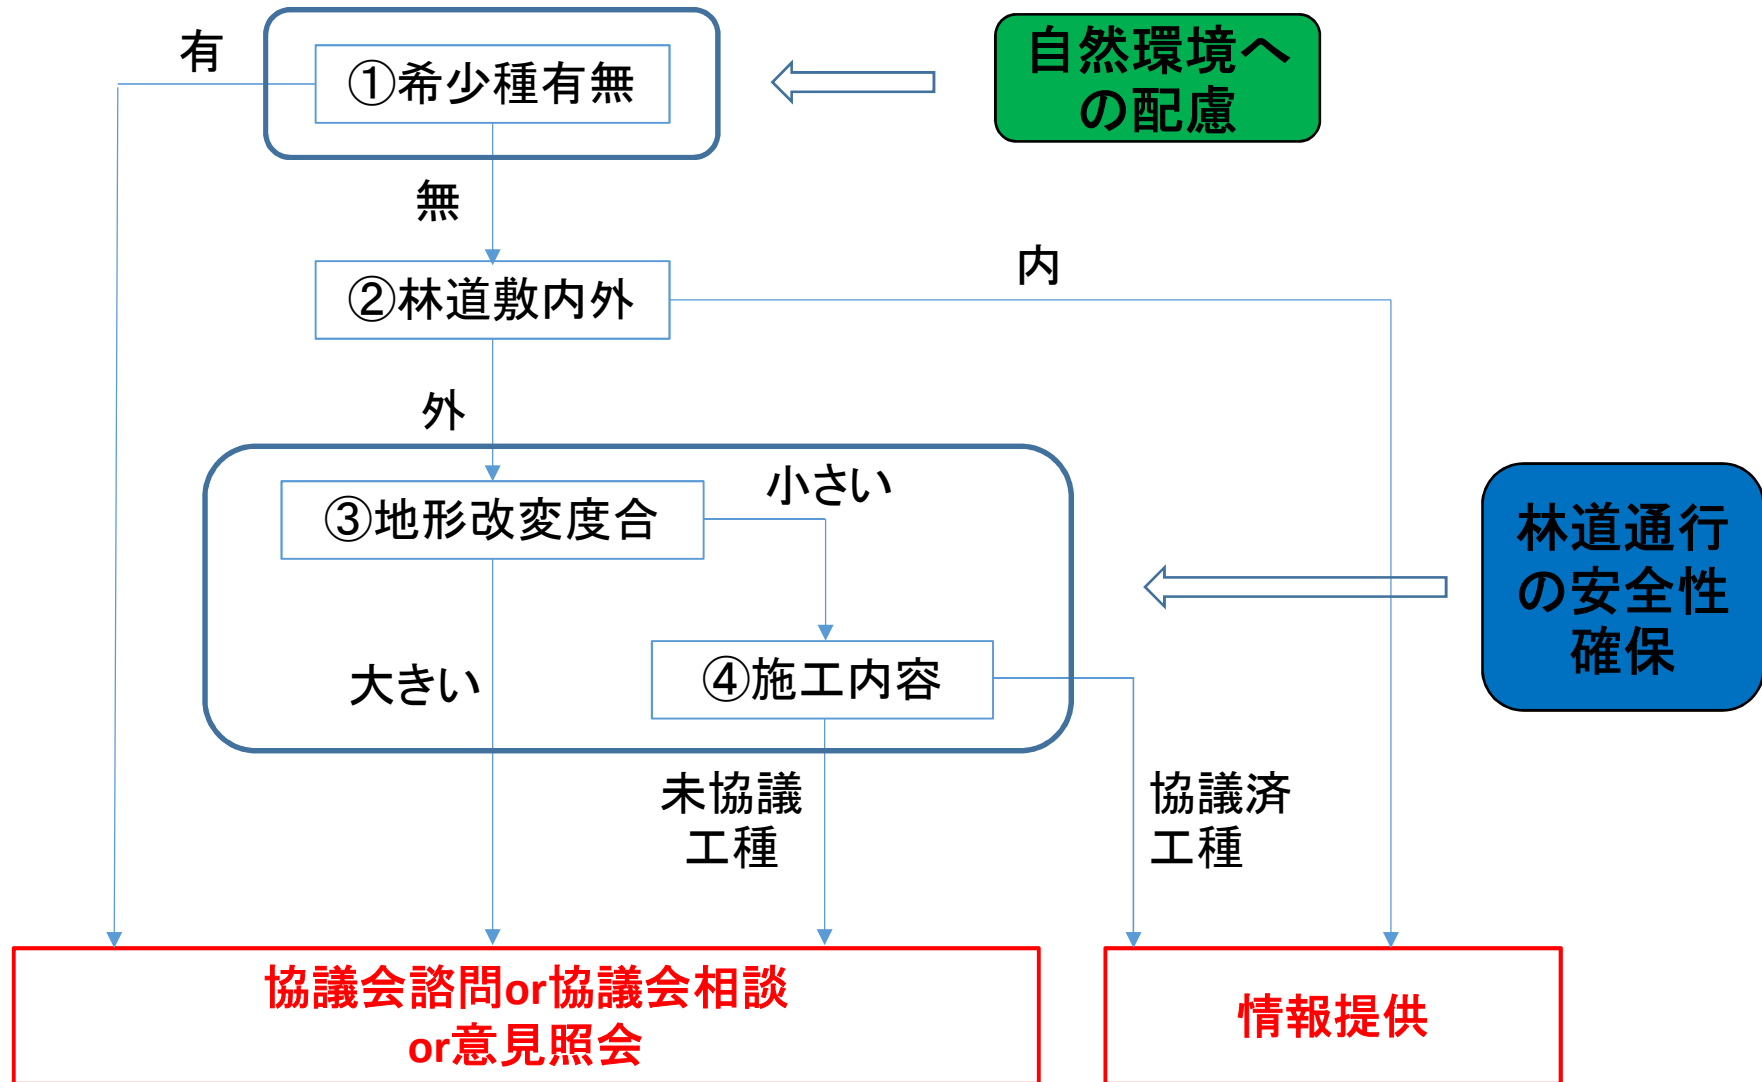 有
①希少種有無
自然環境へ
の配慮
無
②林道敷内外
内
外
③地形改変度合
小さい
林道通行
の安全性
確保
大きい
④施工内容
未協議
工種
協議済
工種
協議会諮問or協議会相談
or意見照会
情報提供